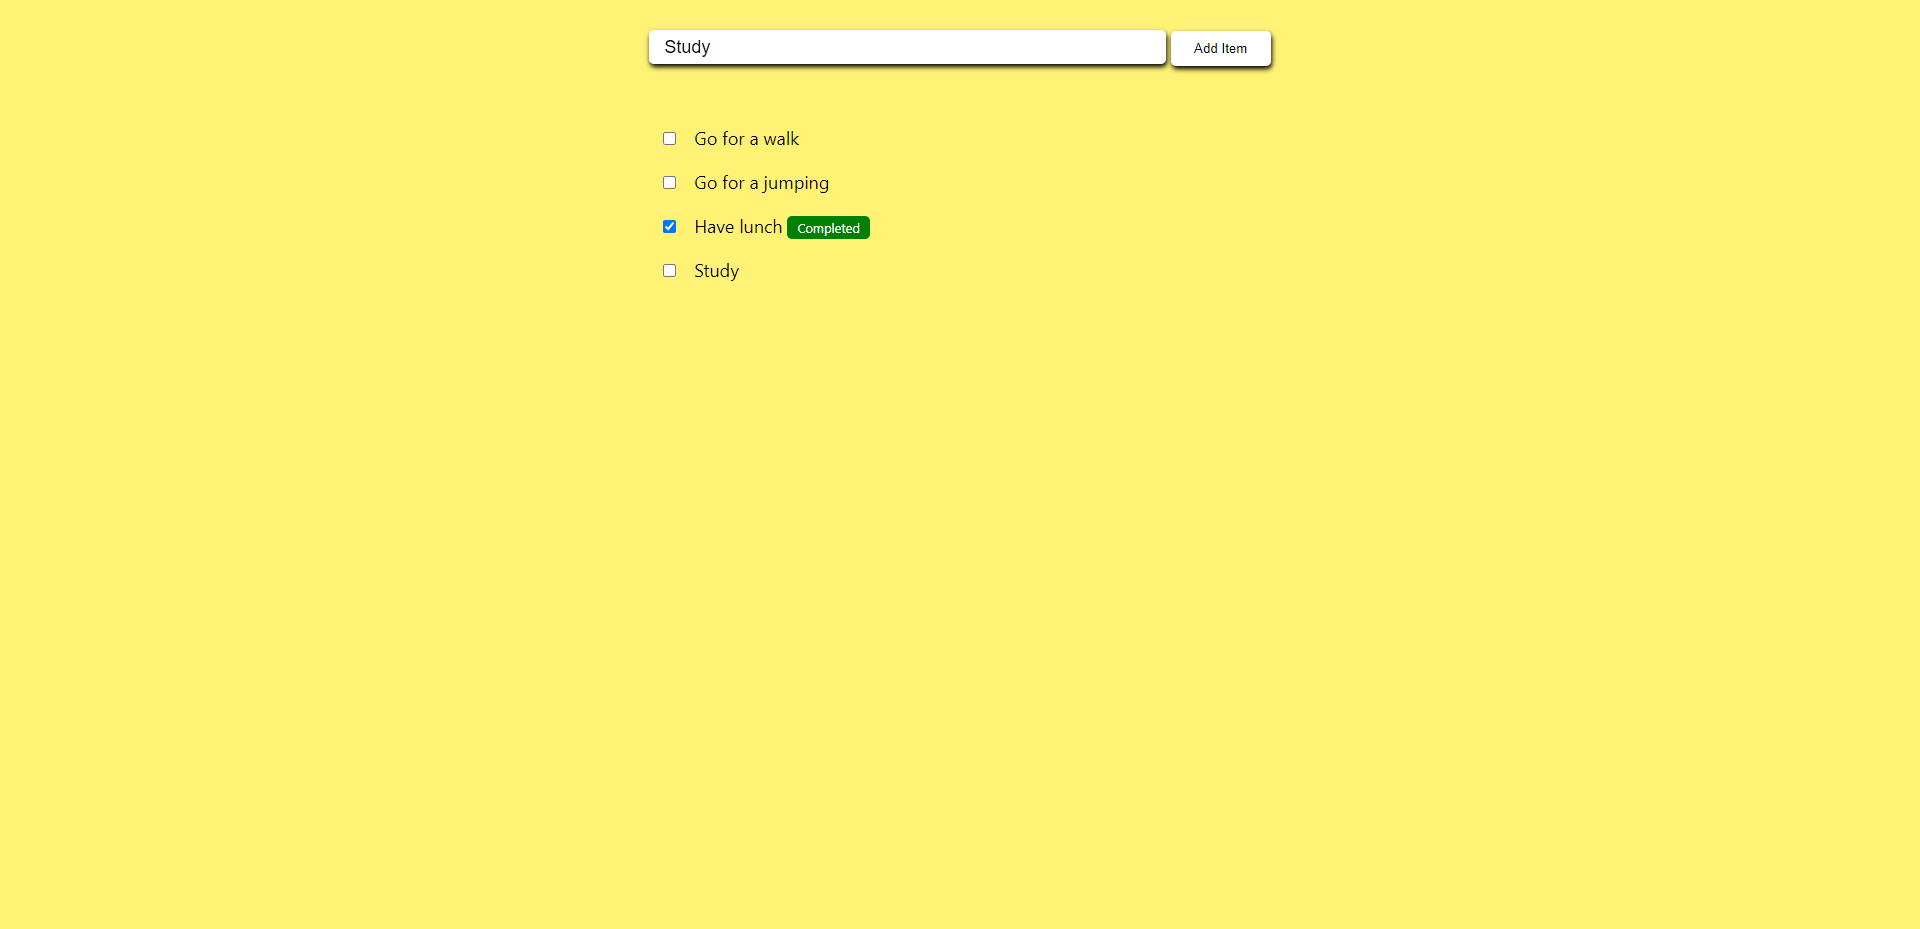 Study Add Item
Go for a walk
Go for a jumping
Have lunch Completed
Study